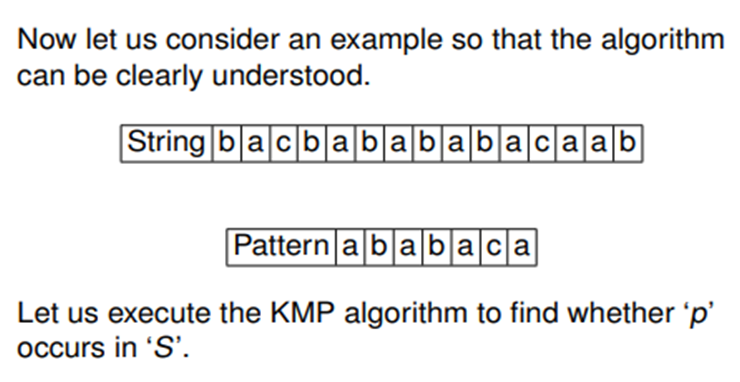 Now let us consider an example so that the algorithm
can be clearly understood.
String b a c b a b a b a b a c a a b
Pattern a b a b a c a
Let us execute the KMP algorithm to find whether ‘p’
occurs in ‘S’.